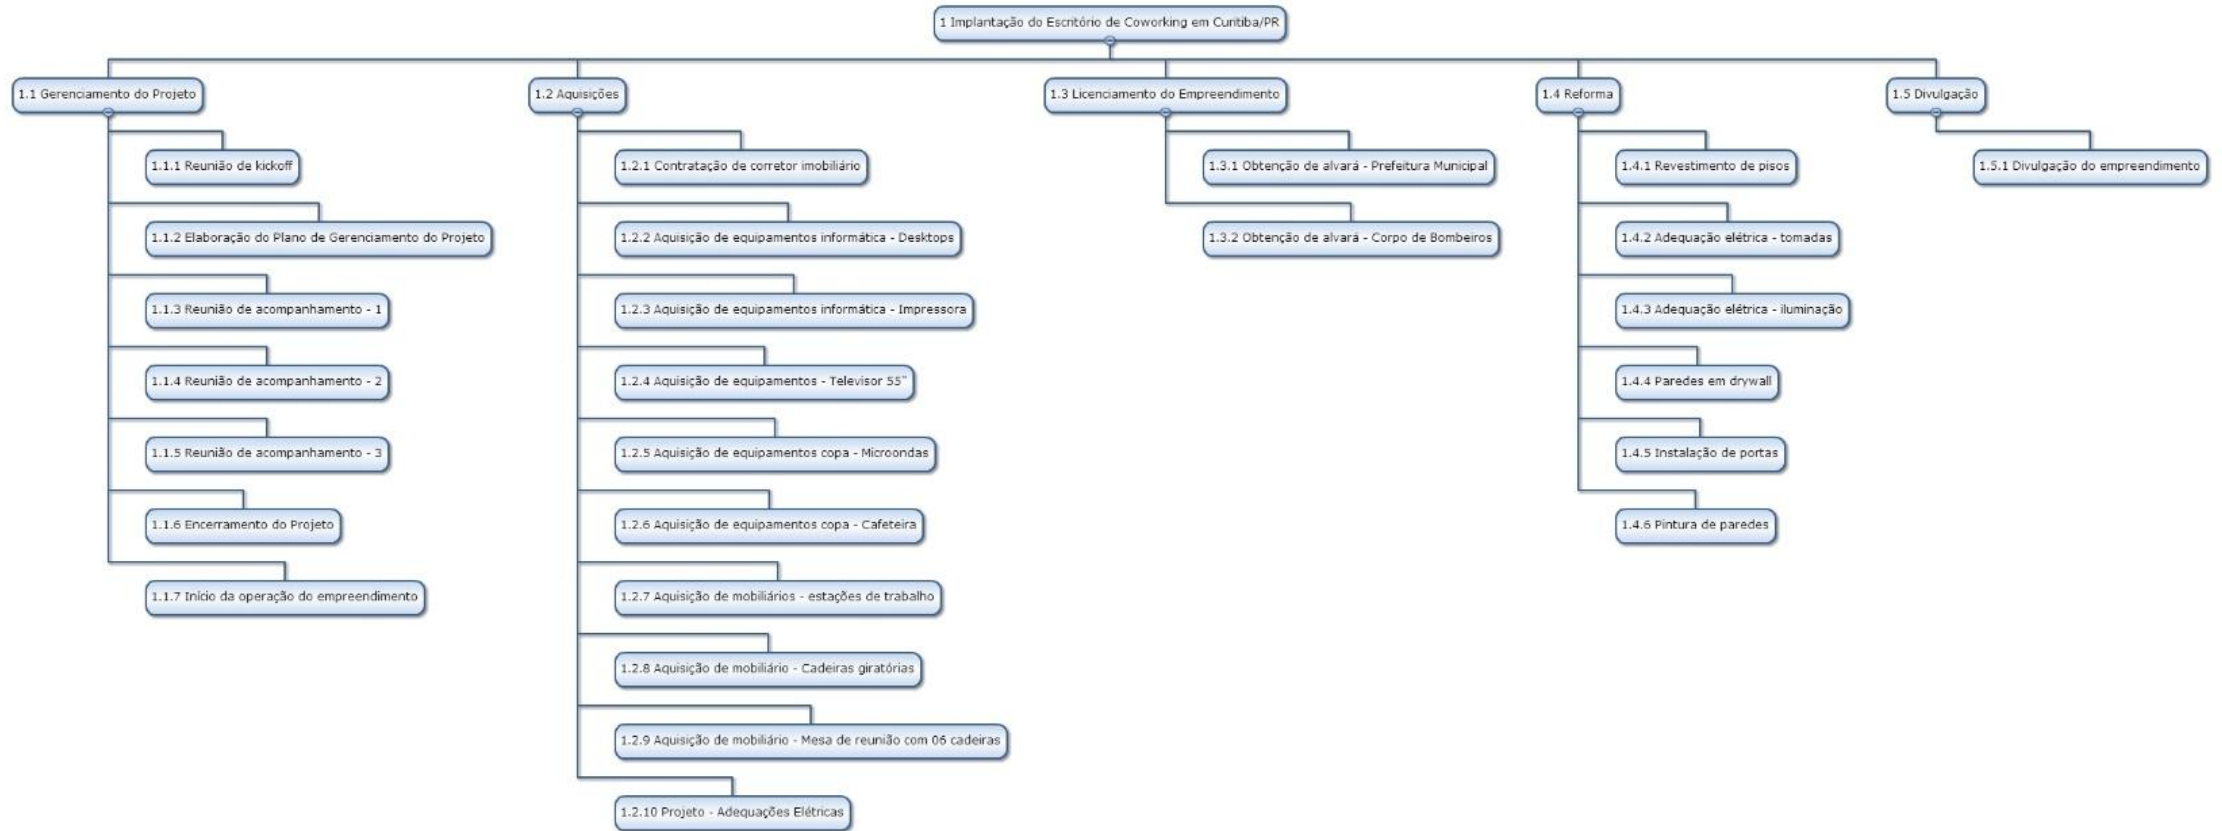 1 Implantação do Escritório de Coworking em Curitiba/PR
1.1 Gerenciamento do Projeto
1.1.1 Reunião de kickoff
1.1.2 Elaboração do Plano de Gerenciamento do Projeto
1.1.3 Reunião de acompanhamento - 1
1.1.4 Reunião de acompanhamento - 2
1.1.5 Reunião de acompanhamento - 3
1.1.6 Encerramento do Projeto
1.1.7 Início da operação do empreendimento
1.2 Aquisições
1.2.1 Contratação de corretor imobiliário
1.2.2 Aquisição de equipamentos informática - Desktops
1.2.3 Aquisição de equipamentos informática - Impressora
1.2.4 Aquisição de equipamentos - Televisor 55"
1.2.5 Aquisição de equipamentos copa - Microondas
1.2.6 Aquisição de equipamentos copa - Cafeteira
1.2.7 Aquisição de mobiliários - estações de trabalho
1.2.8 Aquisição de mobiliário - Cadeiras giratórias
1.2.9 Aquisição de mobiliário - Mesa de reunião com 06 cadeiras
1.2.10 Projeto - Adequações Elétricas
1.3 Licenciamento do Empreendimento
1.3.1 Obtenção de alvará - Prefeitura Municipal
1.3.2 Obtenção de alvará - Corpo de Bombeiros
1.4 Reforma
1.4.1 Revestimento de pisos
1.4.2 Adequação elétrica - tomadas
1.4.3 Adequação elétrica - iluminação
1.4.4 Paredes em drywall
1.4.5 Instalação de portas
1.4.6 Pintura de paredes
1.5 Divulgação
1.5.1 Divulgação do empreendimento